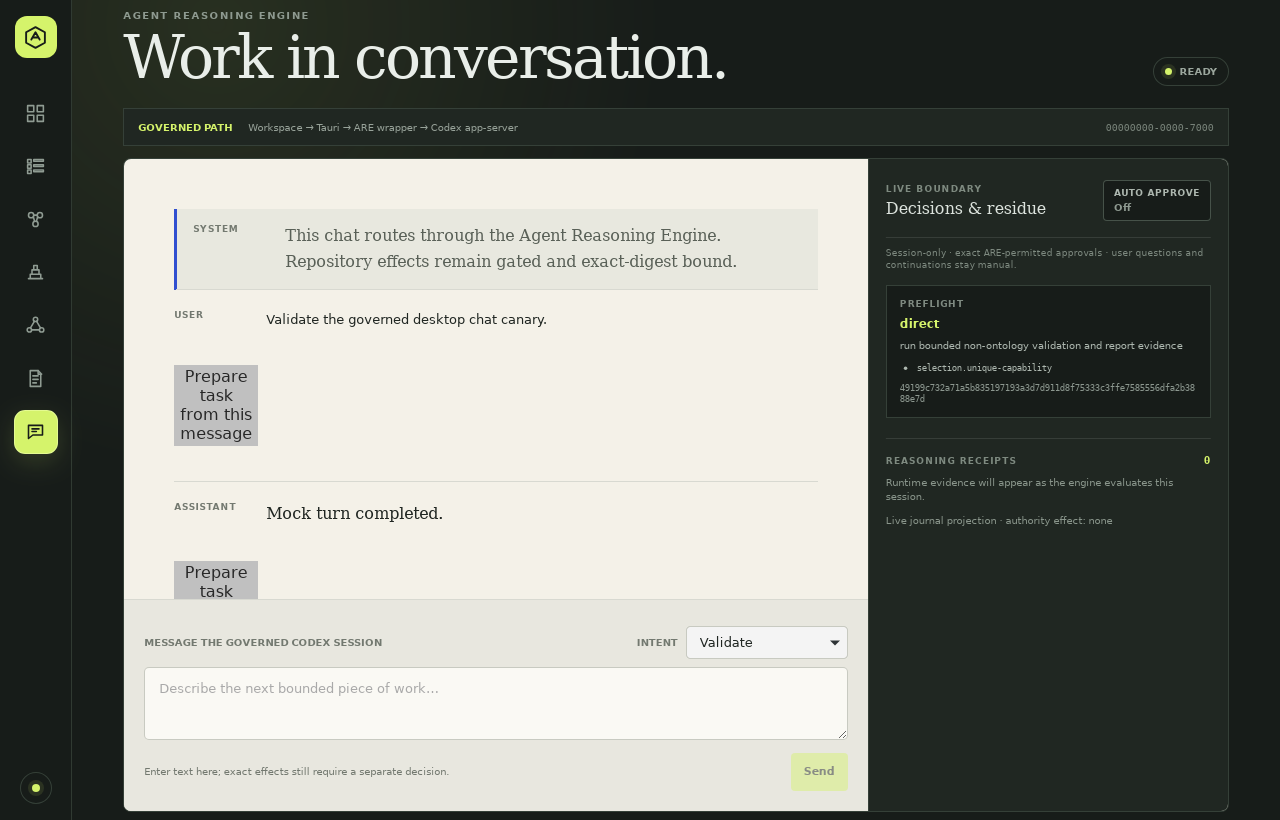 AGENT REASONING ENGINE
Work in conversation.
READY
GOVERNED PATH
Workspace → Tauri → ARE wrapper → Codex app-server
00000000-0000-7000
SYSTEM
This chat routes through the Agent Reasoning Engine.
Repository effects remain gated and exact-digest bound.
USER
Validate the governed desktop chat canary.
Prepare
task
from this
message
ASSISTANT
Mock turn completed.
Prepare
task
MESSAGE THE GOVERNED CODEX SESSION
INTENT
Validate
Describe the next bounded piece of work...
Enter text here; exact effects still require a separate decision.
Send
LIVE BOUNDARY
Decisions & residue
AUTO APPROVE
Off
Session-only · exact ARE-permitted approvals · user questions and
continuations stay manual.
PREFLIGHT
direct
run bounded non-ontology validation and report evidence
• selection.unique-capability
49199c732a71a5b835197193a3d7d911d8f75333c3ffe7585556dfa2b38
88e7d
REASONING RECEIPTS
0
Runtime evidence will appear as the engine evaluates this
session.
Live journal projection · authority effect: none